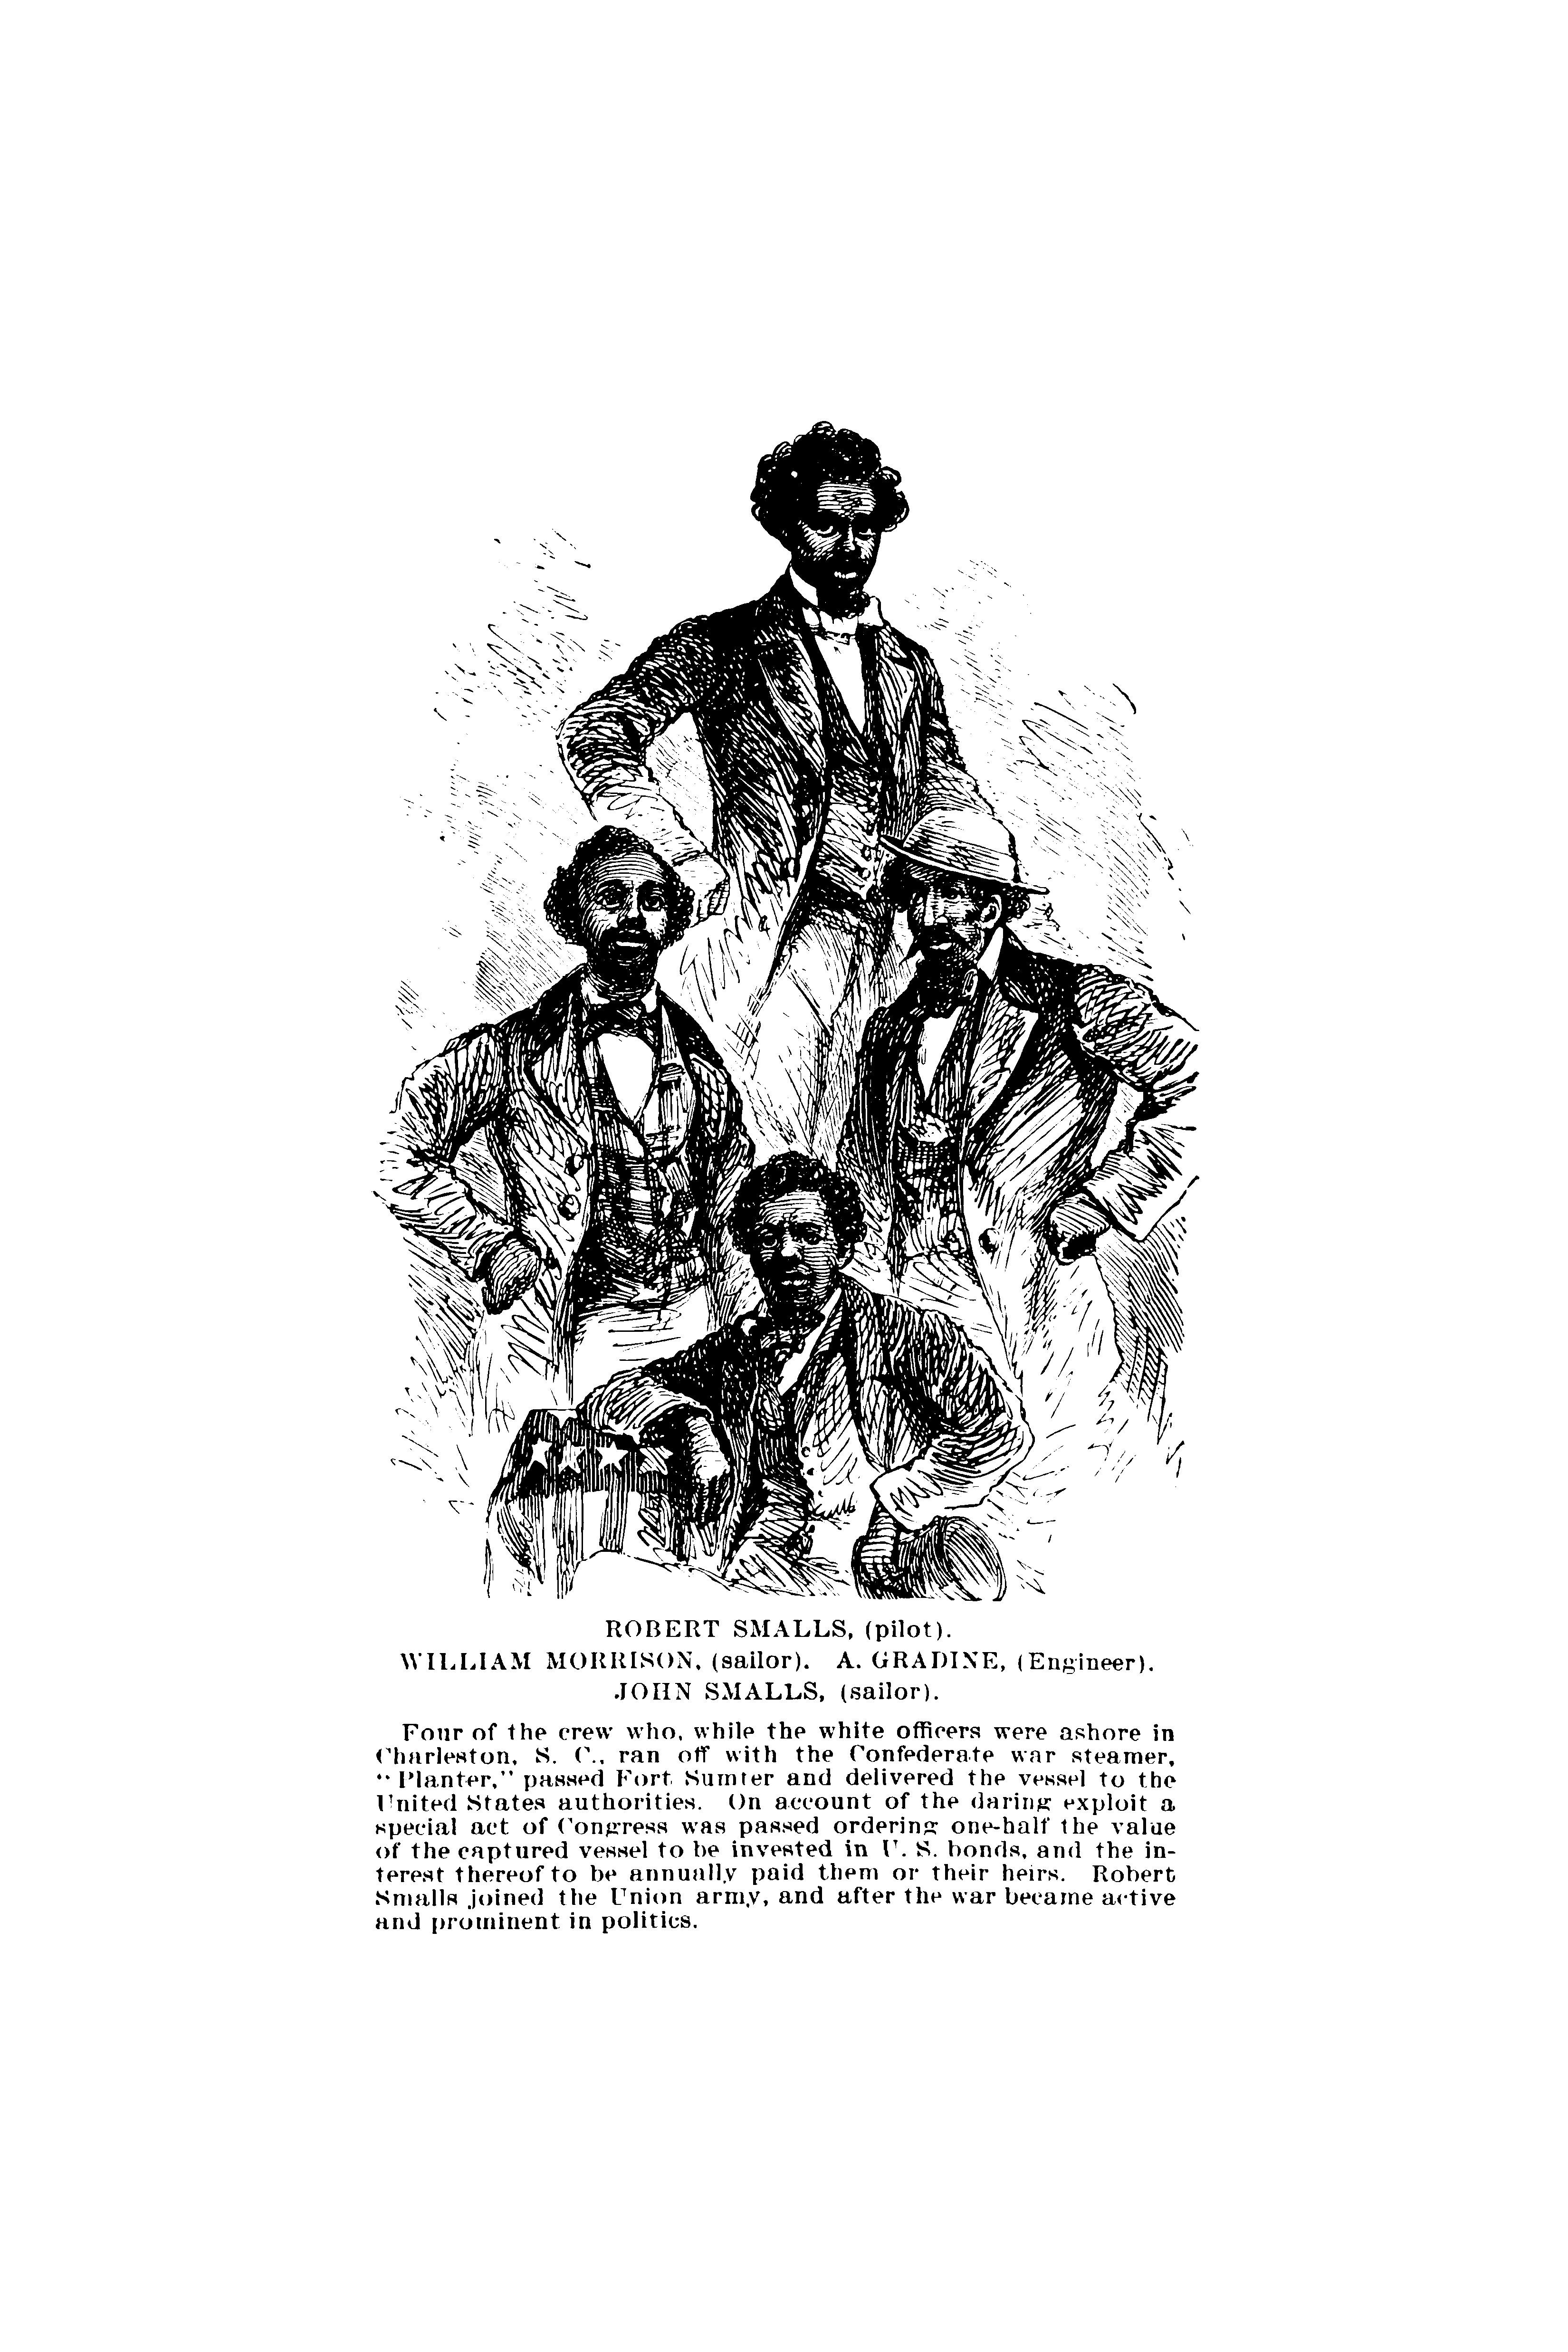 ROBERT SMALLS, (pilot).
WILLIAM MORRISON, (sailor). A. GRADINE, (Engineer).
JOHN SMALLS, (sailor).
Four of the crew who, while the white officers were ashore in
Charleston, S. C., ran off with the Confederate war steamer,
"Planter," passed Fort Sumter and delivered the vessel to the
United States authorities. On account of the daring exploit a
special act of Congress was passed ordering one-half the value
of the captured vessel to be invested in U. S. bonds, and the in-
terest thereof to be annually paid them or their heirs. Robert
Smalls joined the Union army, and after the war became active
and prominent in politics.